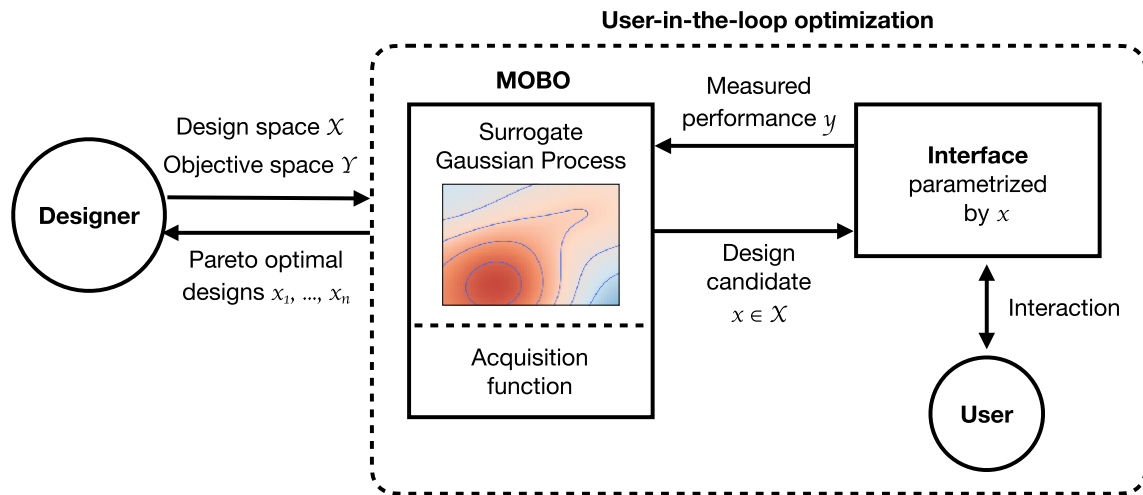 User-in-the-loop optimization
Designer
Design space 𝒳
Objective space 𝒴
Pareto optimal
designs x₁, ..., xₙ
MOBO
Surrogate
Gaussian Process
Acquisition
function
Measured
performance y
Design
candidate
x ∈ 𝒳
Interface
parametrized
by x
Interaction
User